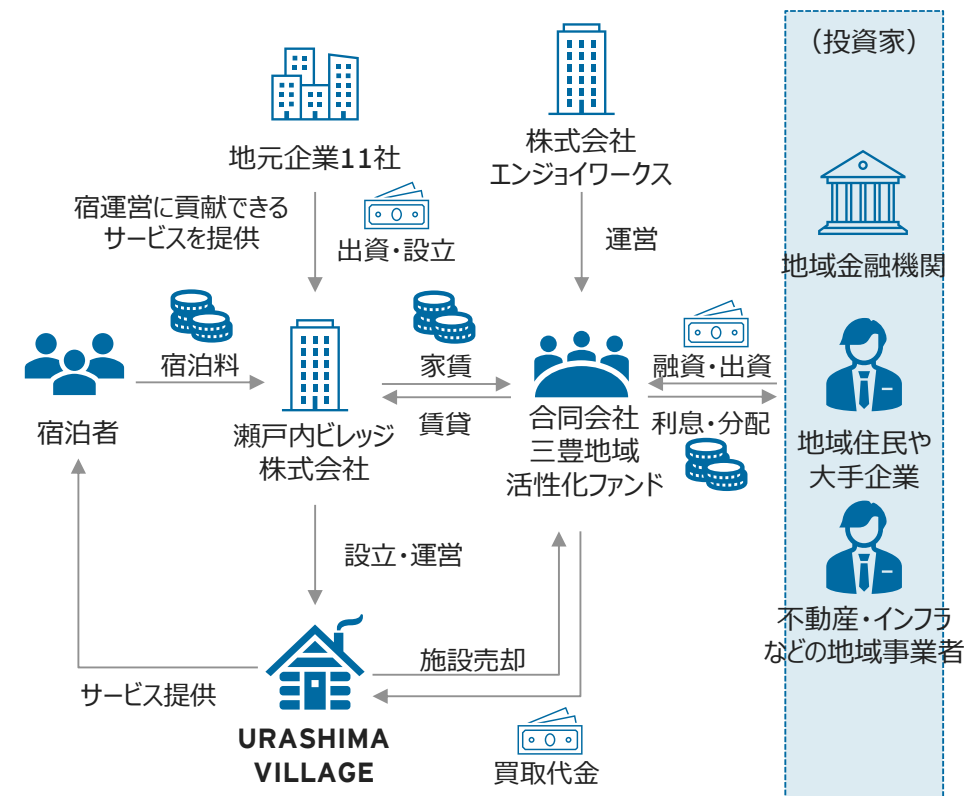 （投資家）
地元企業11社
株式会社
エンジョイワークス
宿運営に貢献できる
サービスを提供
出資・設立
運営
地域金融機関
宿泊料
家賃
融資・出資
宿泊者
瀬戸内ビレッジ
株式会社
賃貸
合同会社
三豊地域
活性化ファンド
利息・分配
地域住民や
大手企業
設立・運営
不動産・インフラ
などの地域事業者
サービス提供
施設売却
URASHIMA
VILLAGE
買取代金